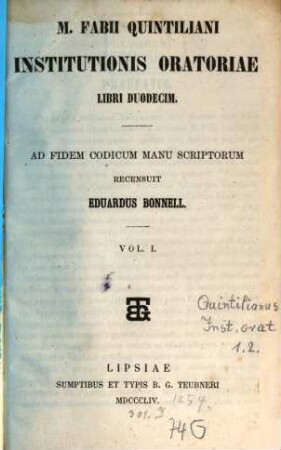 M. FABII QUINTILIANI
INSTITUTIONIS ORATORIAE
LIBRI DUODECIM.
AD FIDEM CODICUM MANU SCRIPTORUM
RECENSUIT
EDUARDUS BONNELL.
VOL. I.
Quintilianus
Inst. orat
1.2.
LIPSIAE
SUMPTIBUS ET TYPIS B. G. TEUBNERI
MDCCCLIV.
1854.
74G